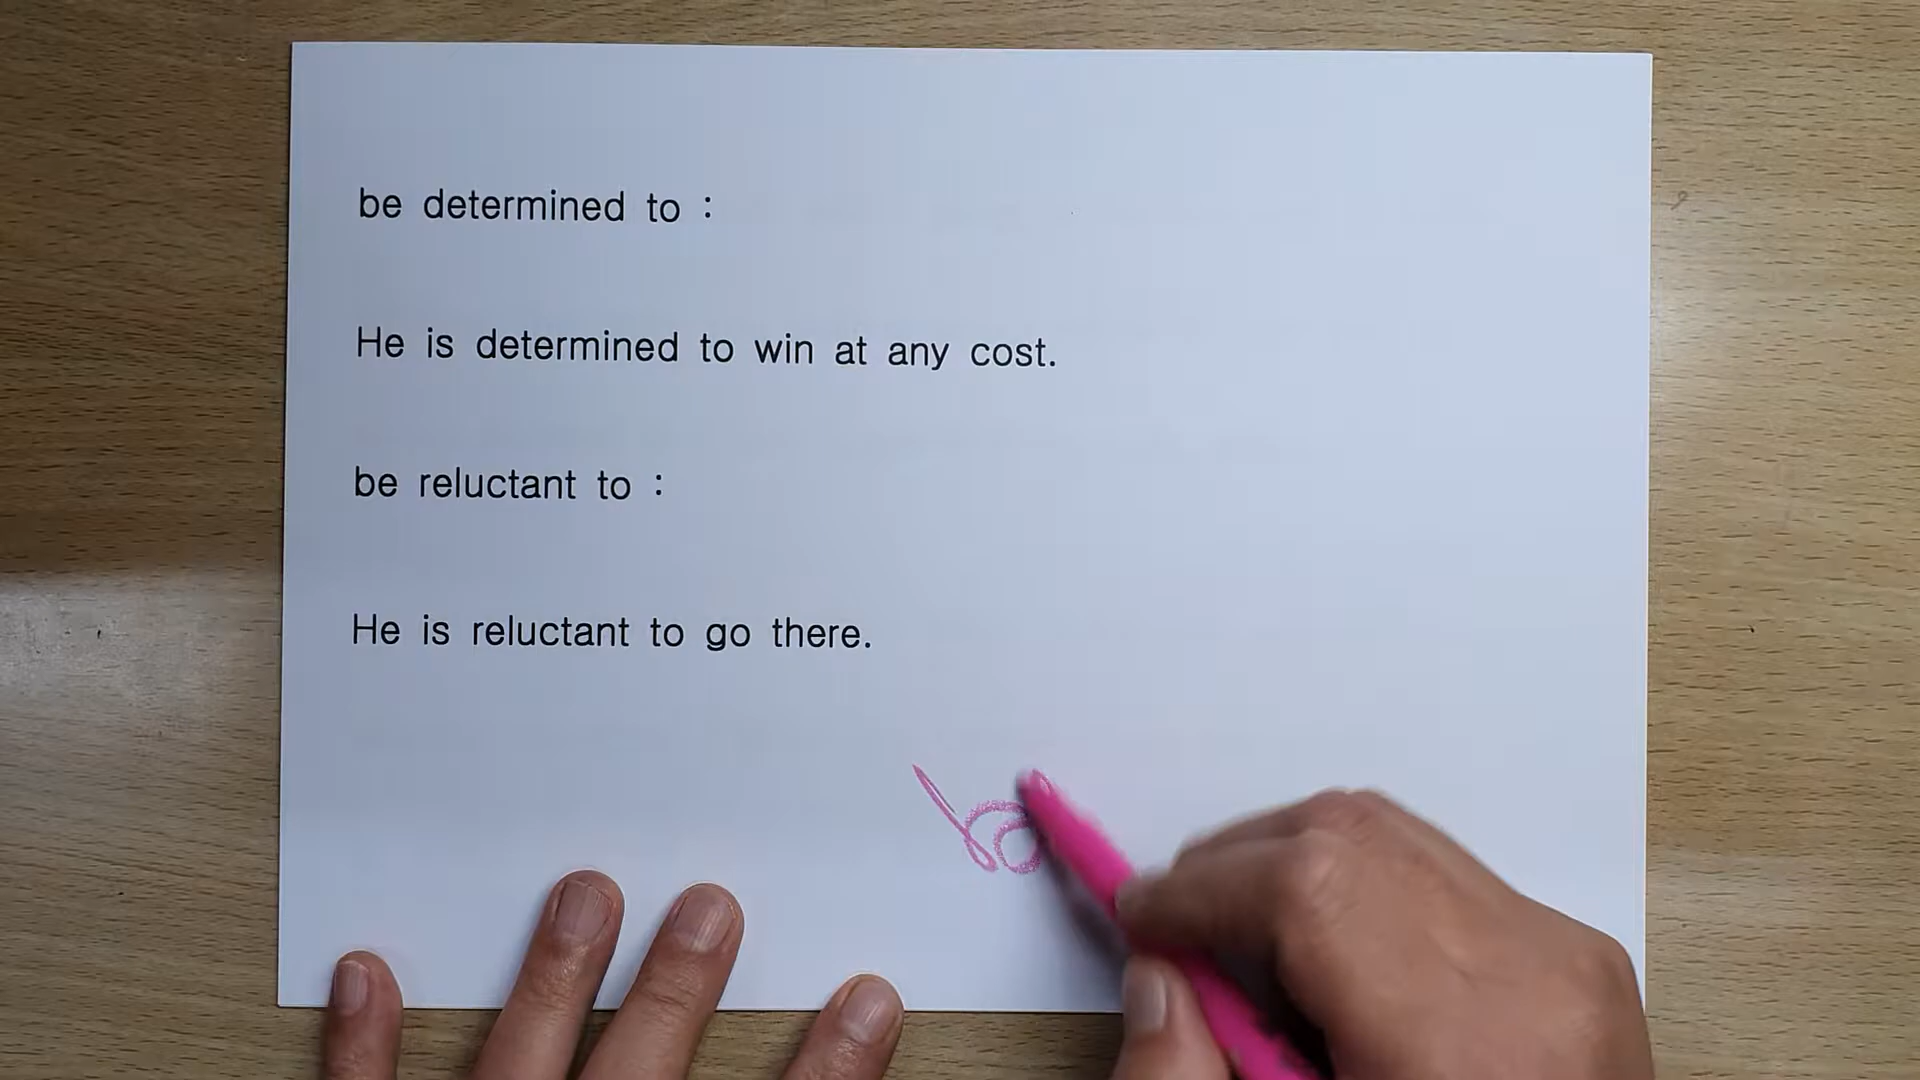 be determined to :
He is determined to win at any cost.
be reluctant to :
He is reluctant to go there.